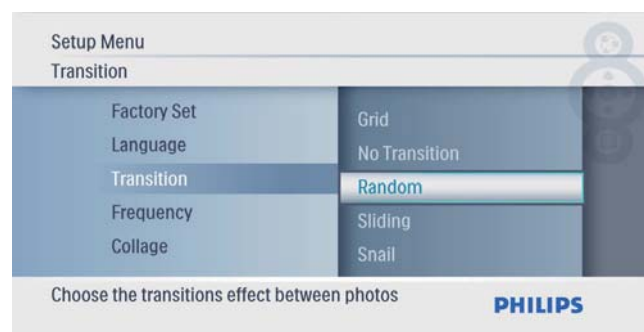 Setup Menu
Transition
Factory Set
Language
Transition
Frequency
Collage
Grid
No Transition
Random
Sliding
Snail
Choose the transitions effect between photos
PHILIPS